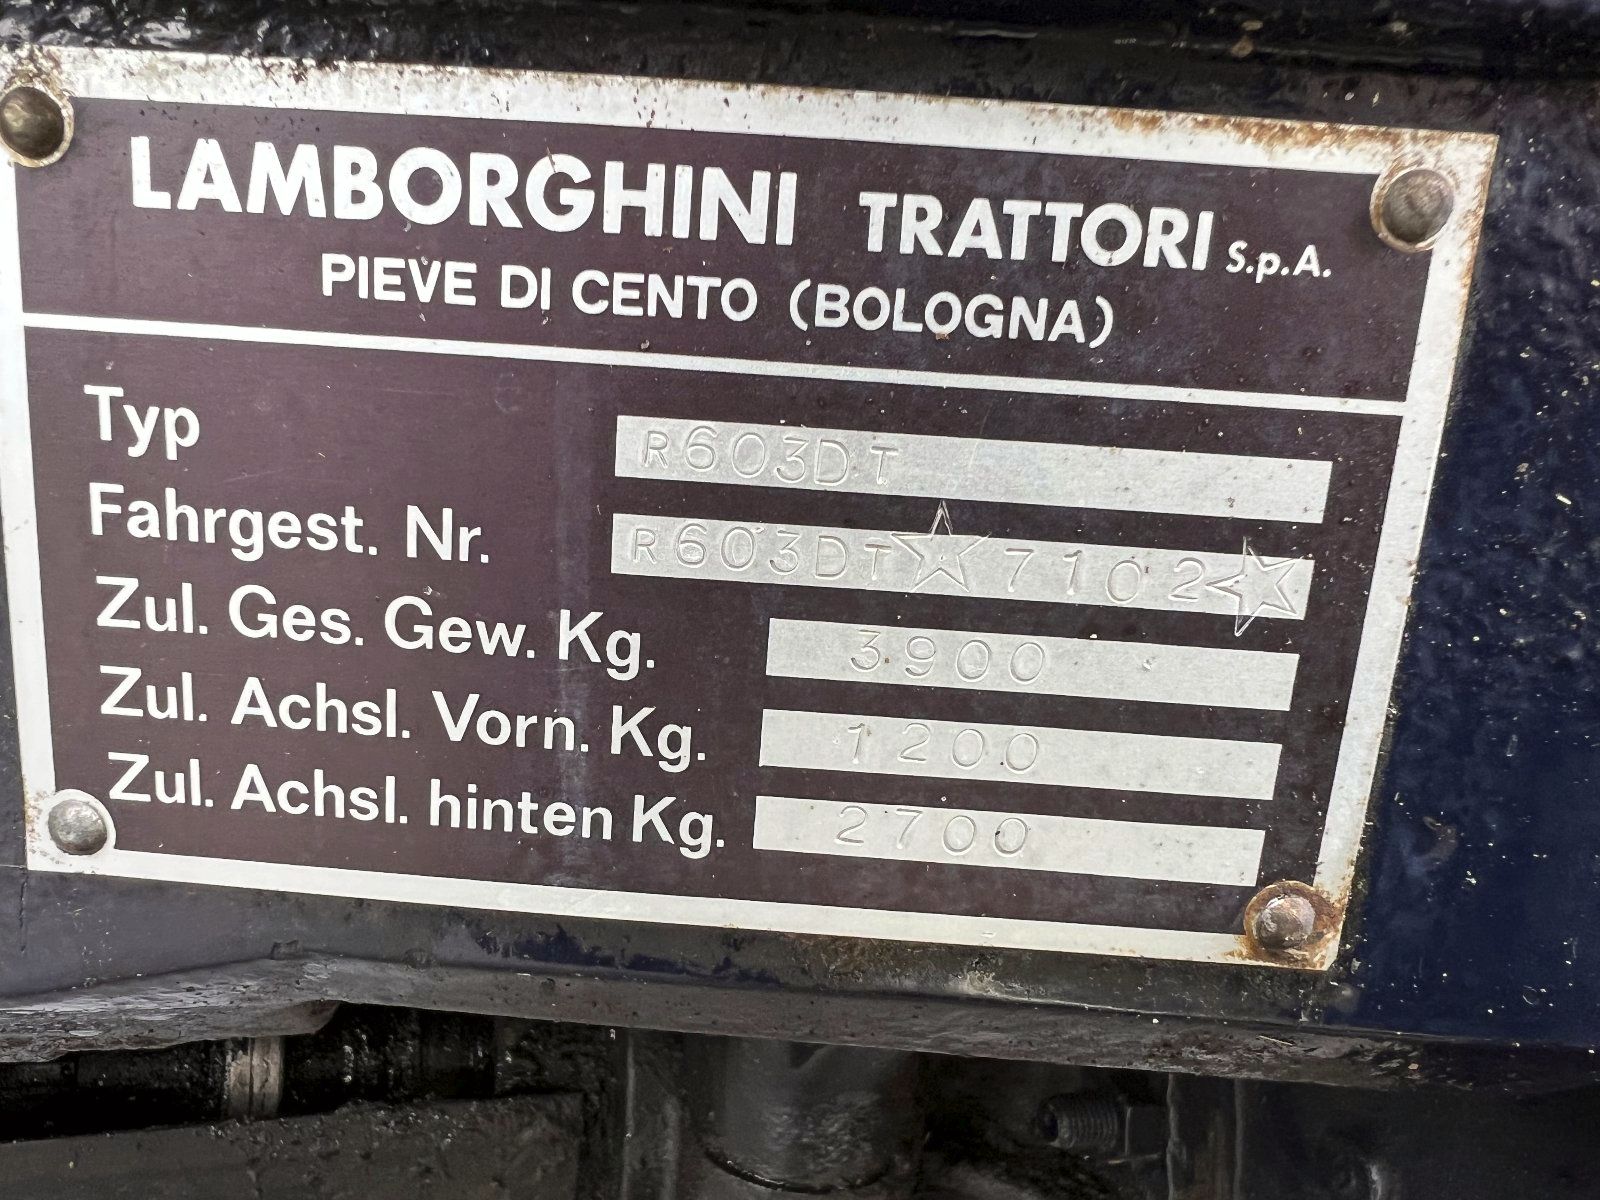 LAMBORGHINI TRATTORI S.p.A.
PIEVE DI CENTO (BOLOGNA)
Typ R603DT
Fahrgest. Nr. R603DT☆7102☆
Zul. Ges. Gew. Kg. 3900
Zul. Achsl. Vorn. Kg. 1200
Zul. Achsl. hinten Kg. 2700